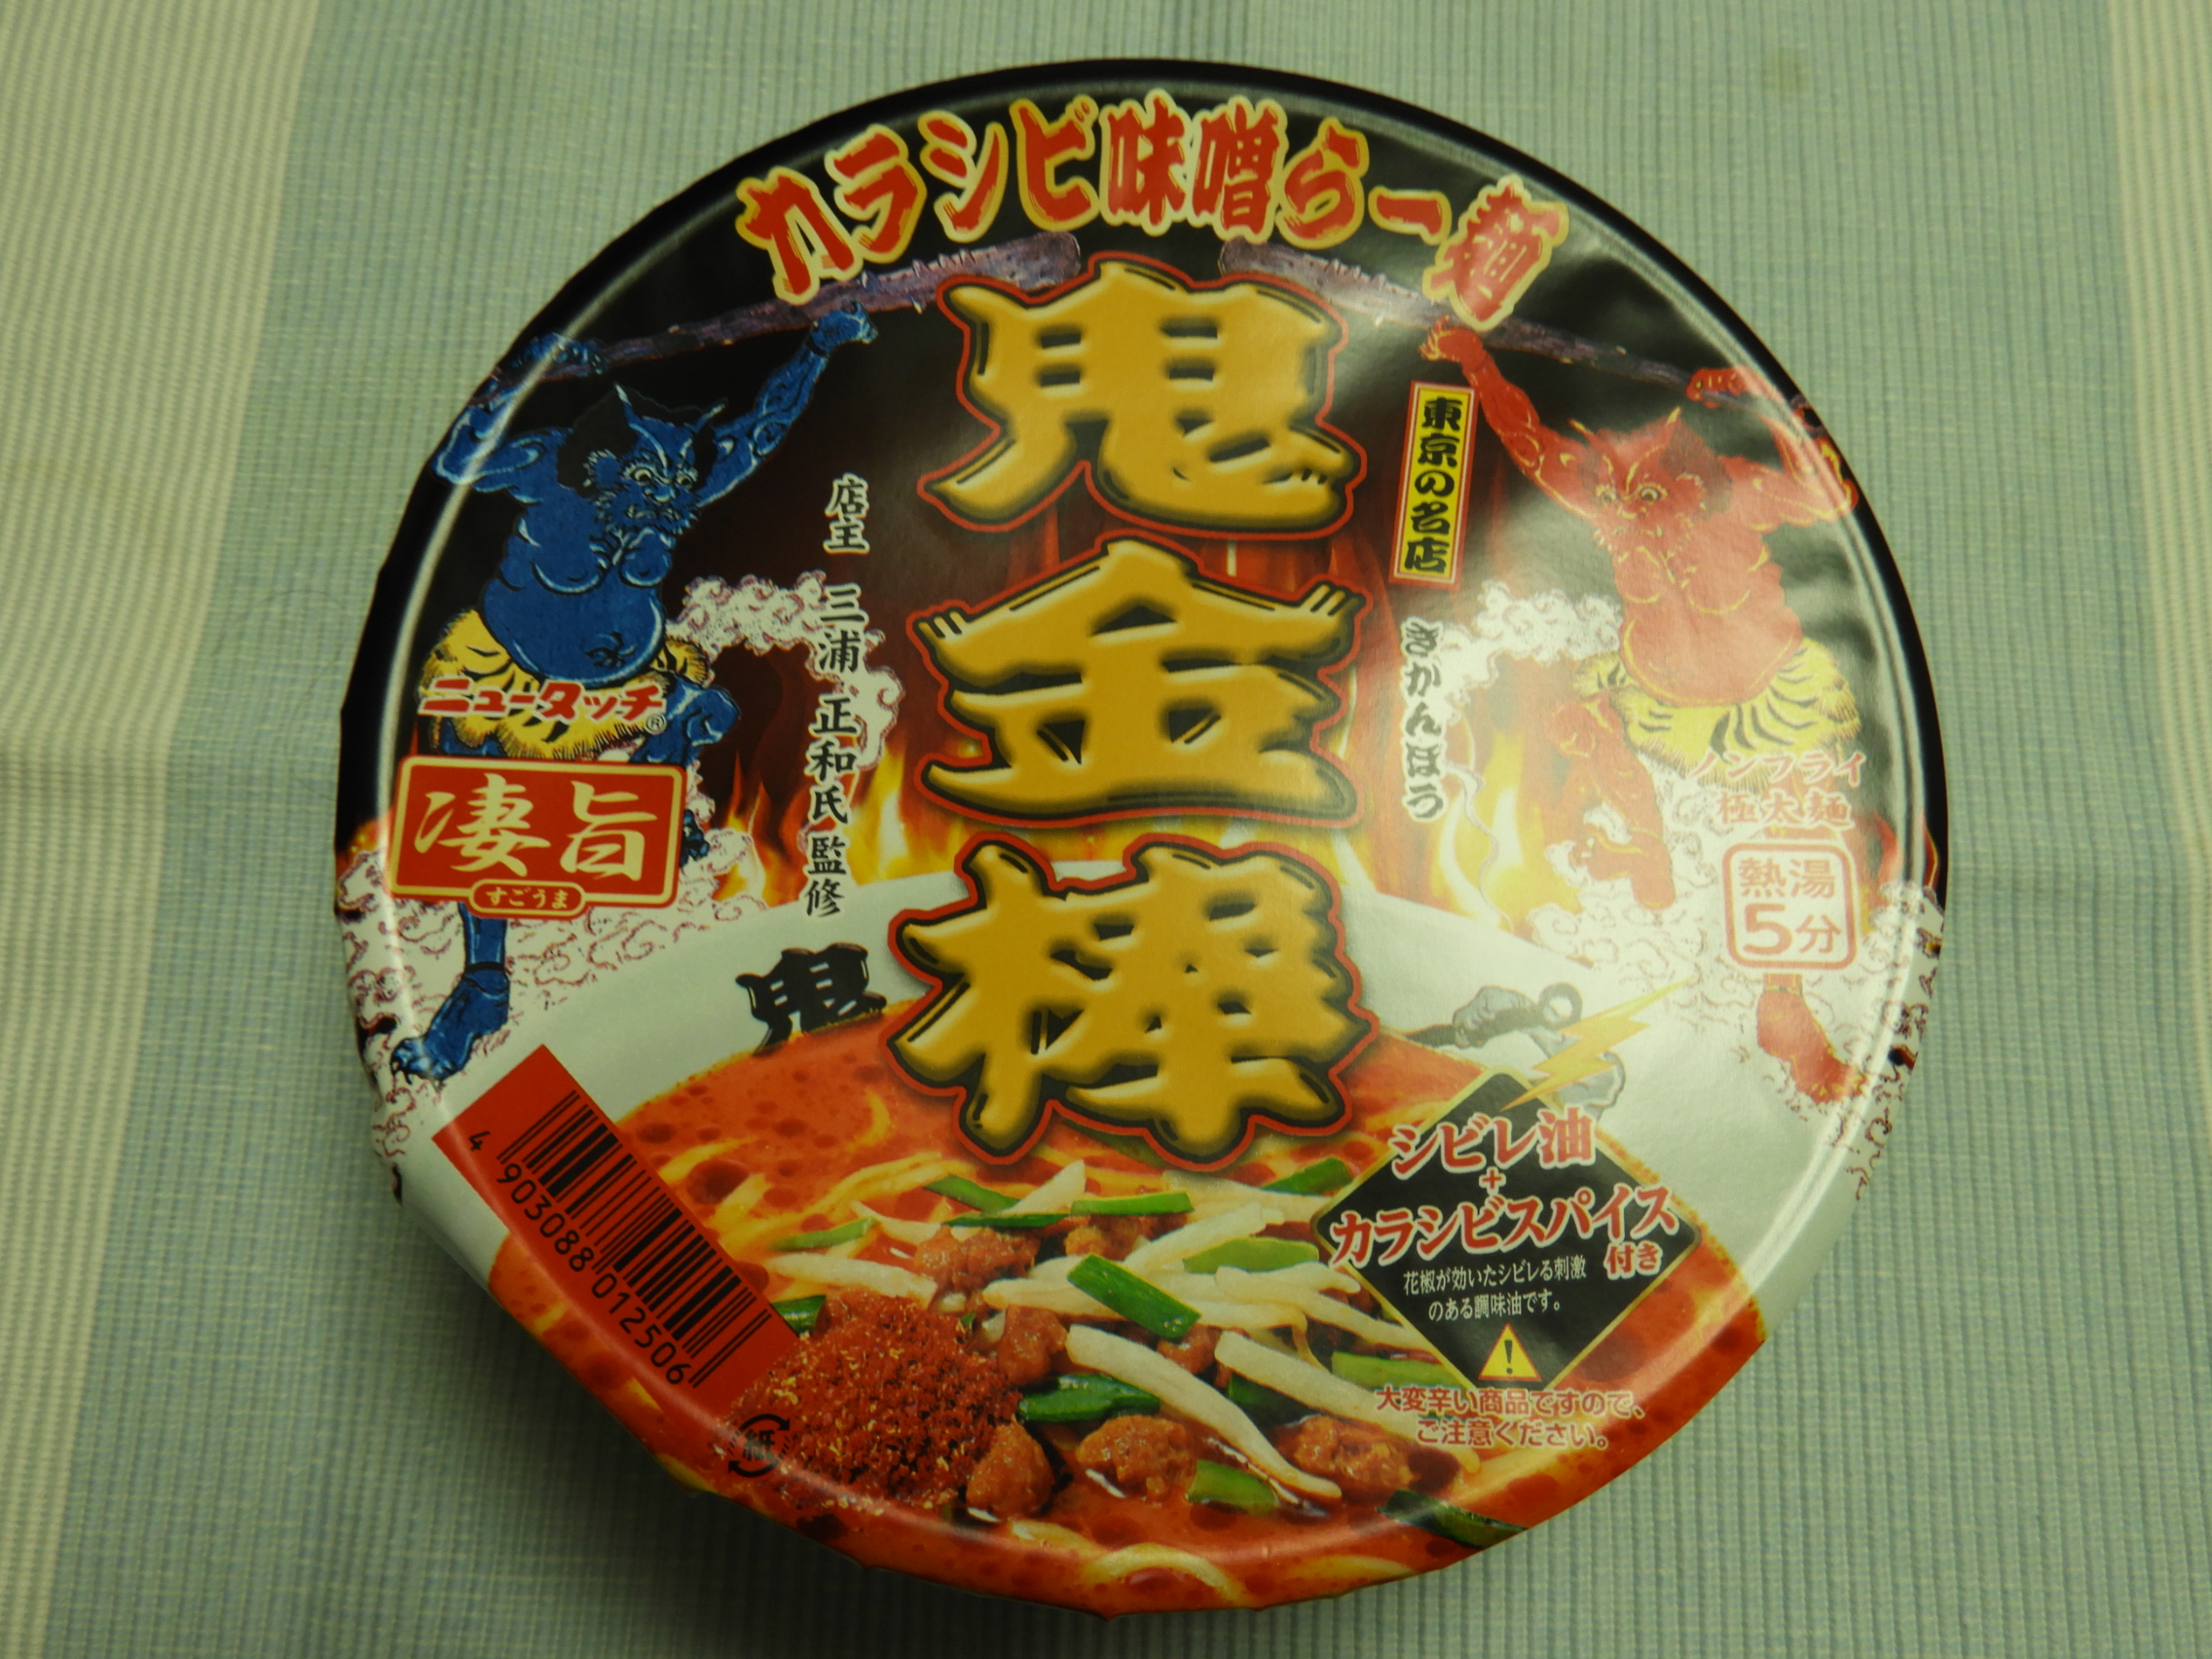 カラシビ味噌らー麺
鬼金棒
東京の名店
きかんぼう
店主 三浦正和氏監修
ニュータッチ®
凄旨
すごうま
ノンフライ
極太麺
熱湯
5分
鬼
シビレ油
+
カラシビスパイス
付き
花椒が効いたシビレる刺激
のある調味油です。
!
大変辛い商品ですので、
ご注意ください。
4 903088 012506
紙